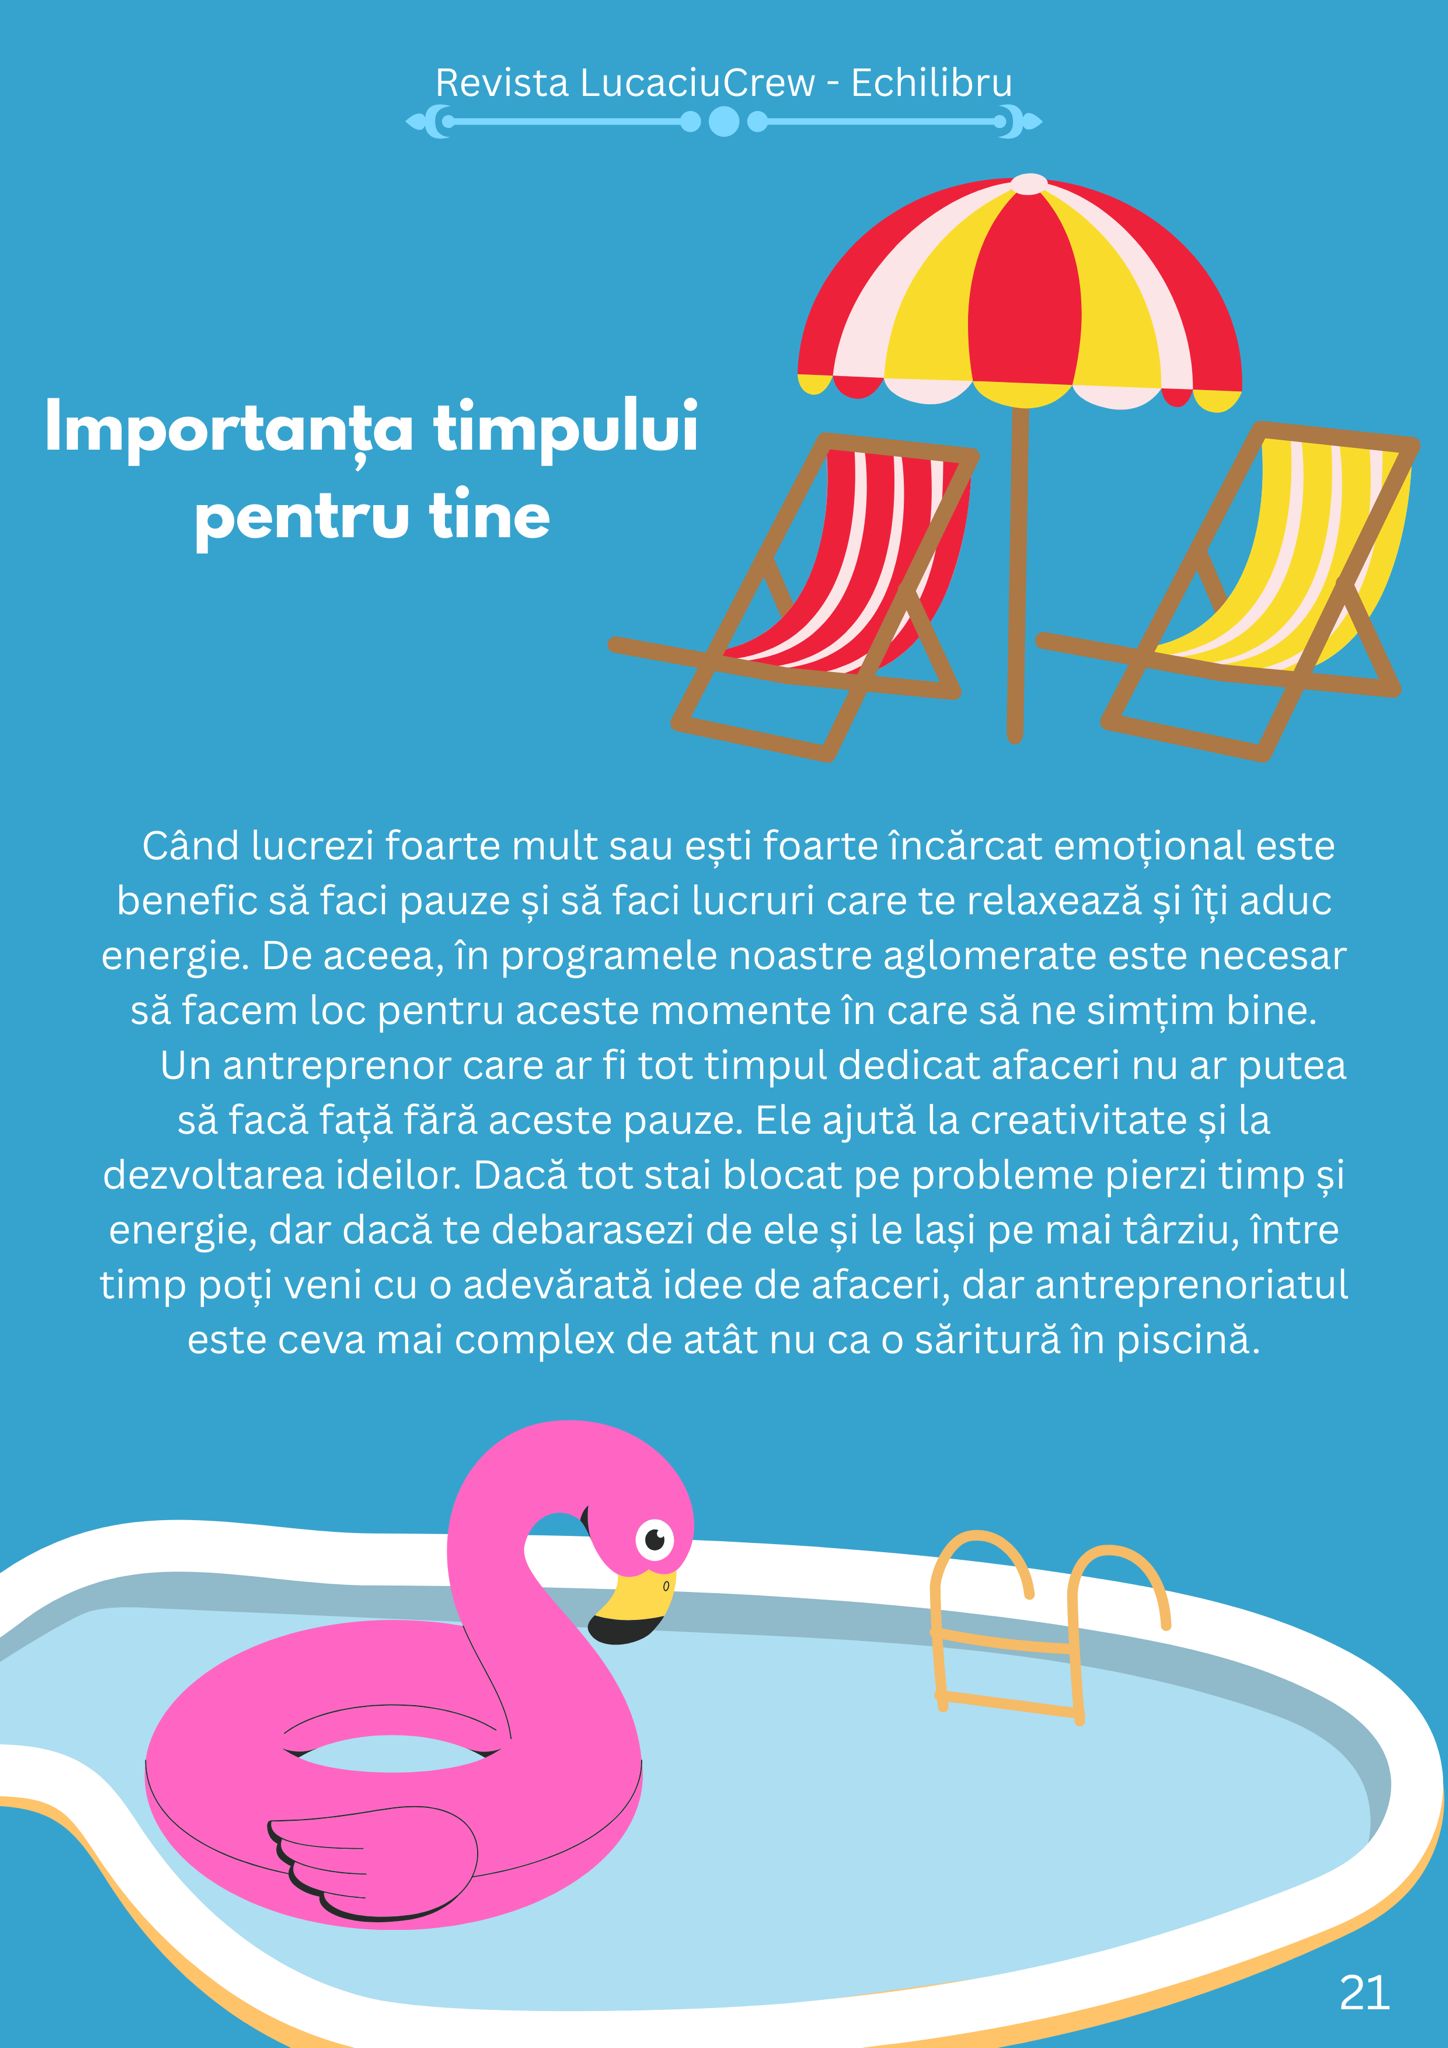 Revista LucaciuCrew - Echilibru
Importanța timpului
pentru tine
Când lucrezi foarte mult sau ești foarte încărcat emoțional este
benefic să faci pauze și să faci lucruri care te relaxează și îți aduc
energie. De aceea, în programele noastre aglomerate este necesar
să facem loc pentru aceste momente în care să ne simțim bine.
Un antreprenor care ar fi tot timpul dedicat afaceri nu ar putea
să facă față fără aceste pauze. Ele ajută la creativitate și la
dezvoltarea ideilor. Dacă tot stai blocat pe probleme pierzi timp și
energie, dar dacă te debarasezi de ele și le lași pe mai târziu, între
timp poți veni cu o adevărată idee de afaceri, dar antreprenoriatul
este ceva mai complex de atât nu ca o săritură în piscină.
21